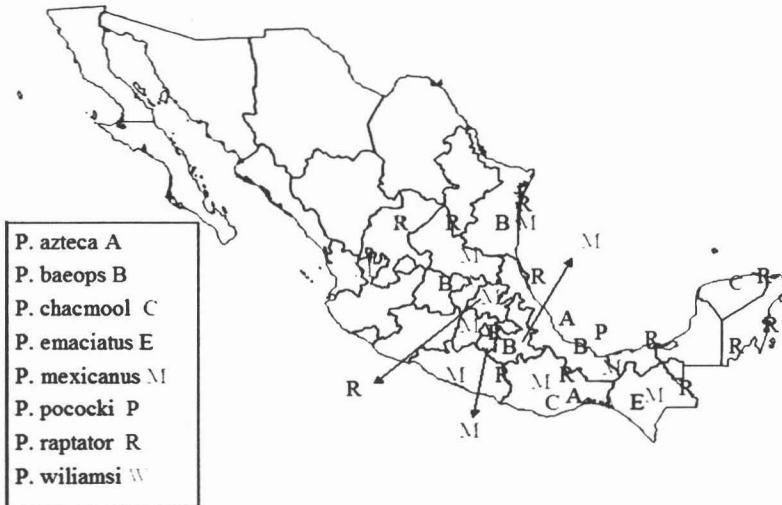 P. azteca A
P. baeops B
P. chacmool C
P. emaciatus E
P. mexicanus M
P. pococki P
P. raptator R
P. wiliamsi W
R R B R M
M R M C R
B M A P R R
M B B R
R M R M R M R
C A E M
M